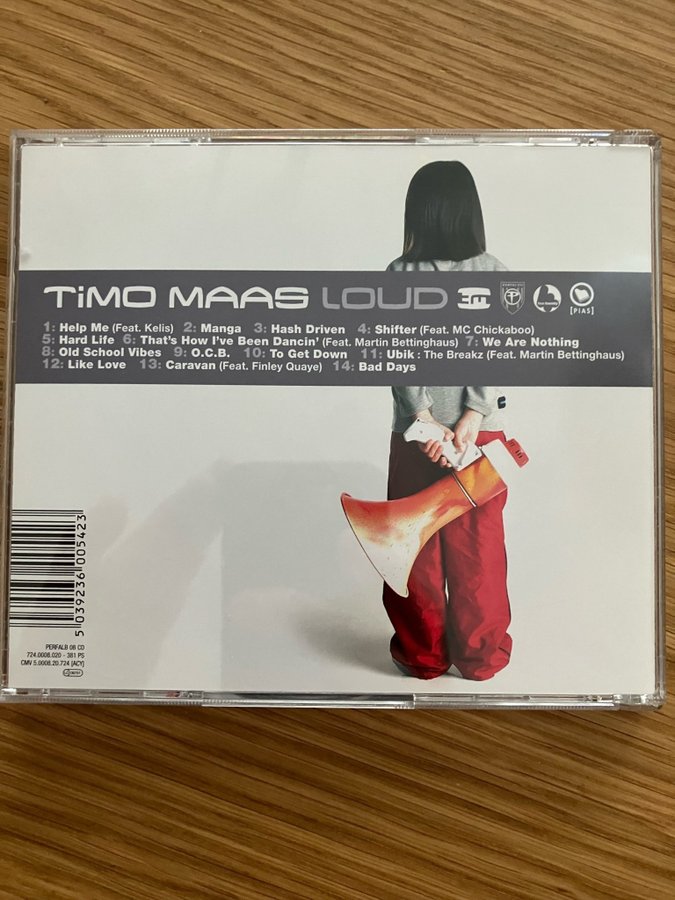 TiMO MAAS LOUD
[PIAS]
1: Help Me (Feat. Kelis) 2: Manga 3: Hash Driven 4: Shifter (Feat. MC Chickaboo)
5: Hard Life 6: That's How I've Been Dancin' (Feat. Martin Bettinghaus) 7: We Are Nothing
8: Old School Vibes 9: O.C.B. 10: To Get Down 11: Ubik : The Breakz (Feat. Martin Bettinghaus)
12: Like Love 13: Caravan (Feat. Finley Quaye) 14: Bad Days
5 039236 005423
PERFALB 08 CD
724.0008.020 - 381 PS
CMV 5.0008.20.724 [ACY]